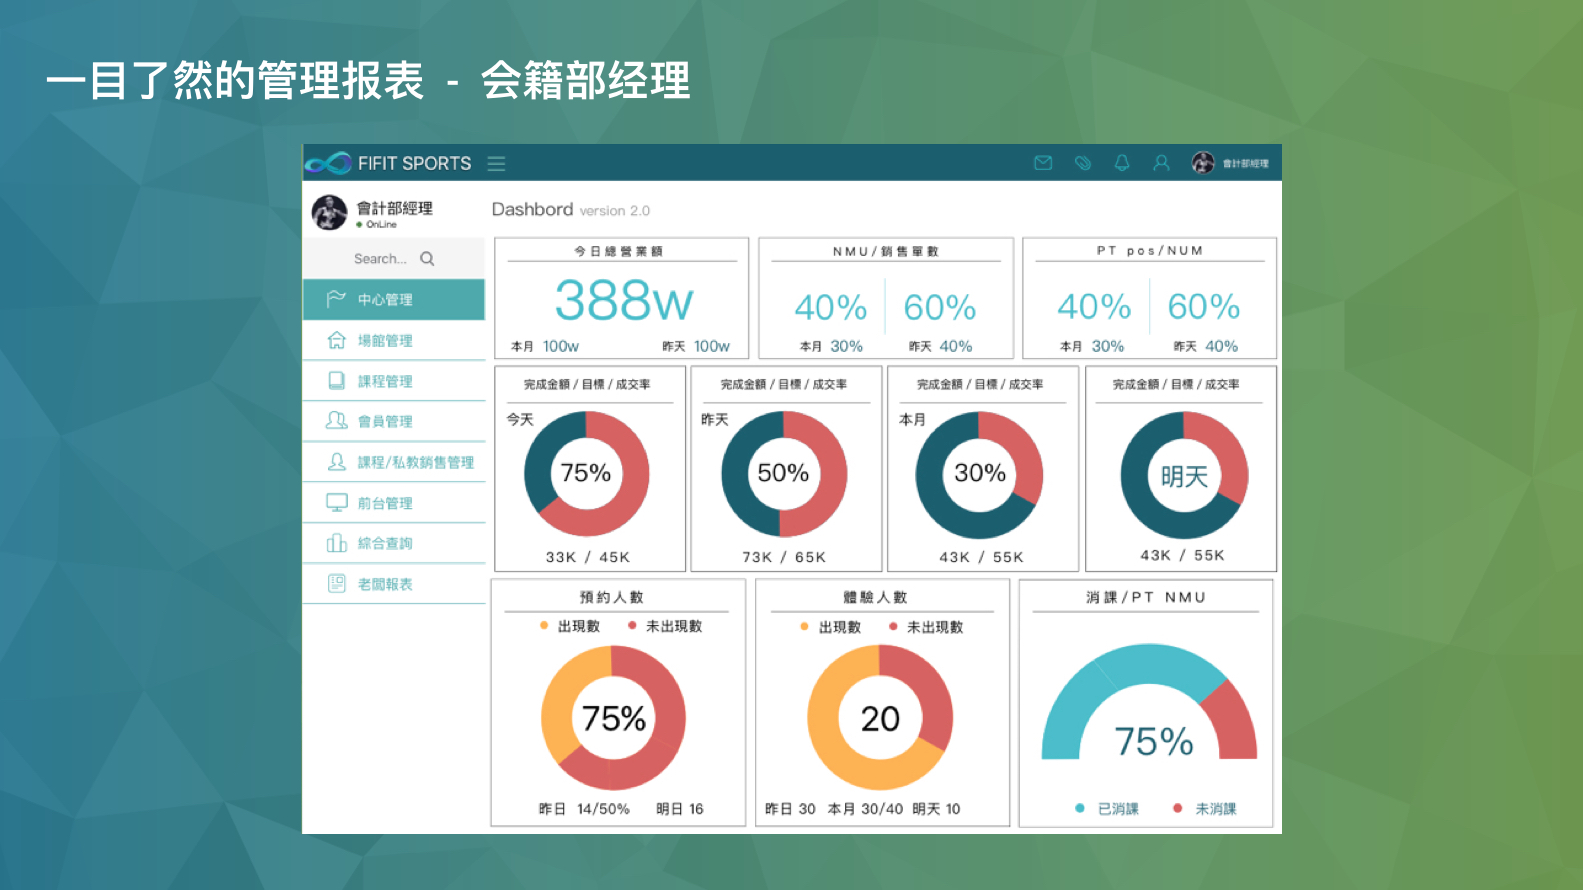 一目了然的管理报表 - 会籍部经理
FIFIT SPORTS
會計部經理
會計部經理
OnLine
Dashbord version 2.0
Search...
中心管理
場館管理
課程管理
會員管理
課程/私教銷售管理
前台管理
綜合查詢
老闆報表
今日總營業額
388w
本月 100w 昨天 100w
NMU/銷售單數
40% 60%
本月 30% 昨天 40%
PT pos/NUM
40% 60%
本月 30% 昨天 40%
完成金額 / 目標 / 成交率
今天
75%
33K / 45K
完成金額 / 目標 / 成交率
昨天
50%
73K / 65K
完成金額 / 目標 / 成交率
本月
30%
43K / 55K
完成金額 / 目標 / 成交率
明天
43K / 55K
預約人數
出現數 未出現數
75%
昨日 14/50% 明日 16
體驗人數
出現數 未出現數
20
昨日 30 本月 30/40 明天 10
消課/PT NMU
75%
已消課 未消課